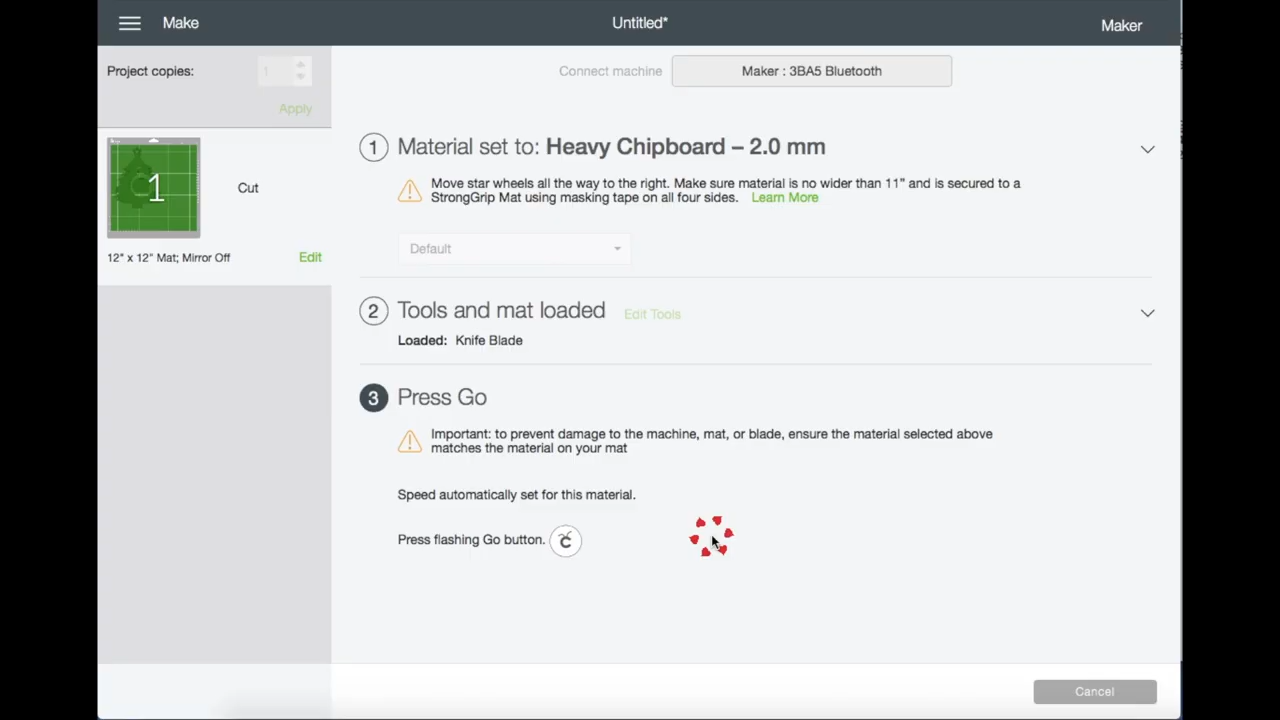 Make
Untitled*
Maker
Project copies:
1
Apply
Connect machine
Maker : 3BA5 Bluetooth
1
Cut
12" x 12" Mat; Mirror Off
Edit
1
Material set to: Heavy Chipboard – 2.0 mm
Move star wheels all the way to the right. Make sure material is no wider than 11" and is secured to a
StrongGrip Mat using masking tape on all four sides. Learn More
Default
2
Tools and mat loaded Edit Tools
Loaded: Knife Blade
3
Press Go
Important: to prevent damage to the machine, mat, or blade, ensure the material selected above
matches the material on your mat
Speed automatically set for this material.
Press flashing Go button.
Cancel